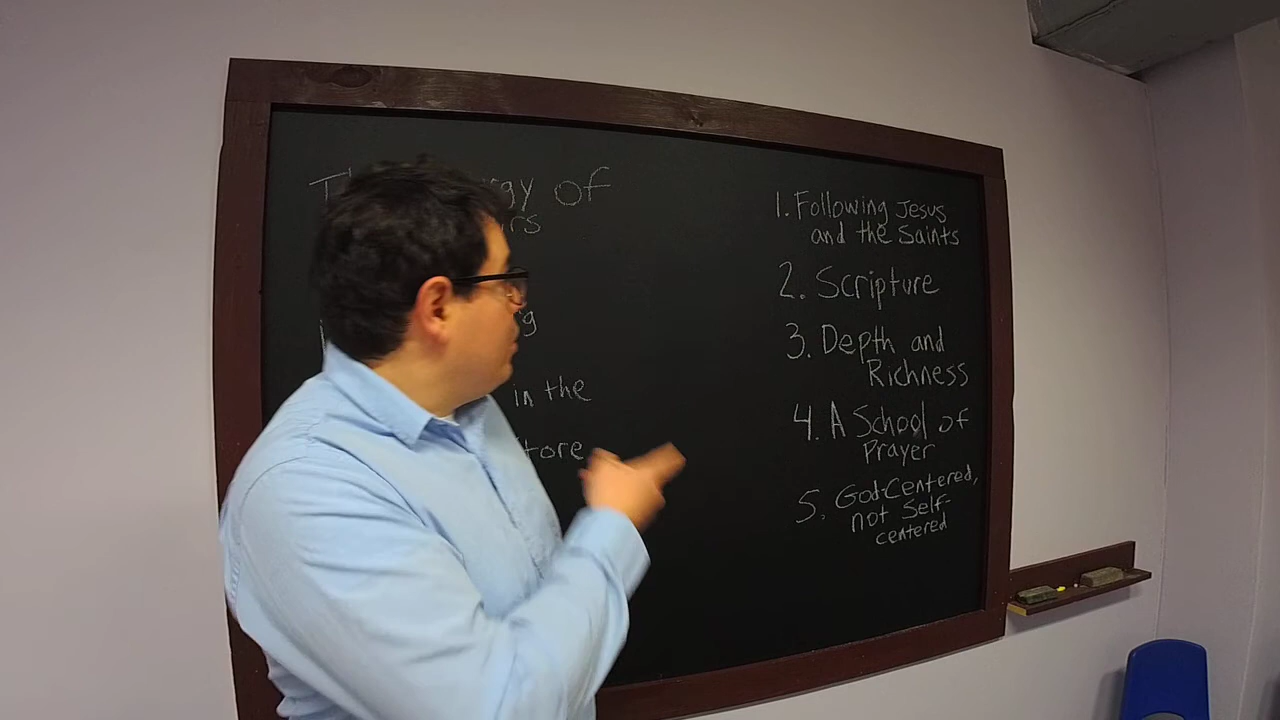 of
in the
1. Following Jesus
and the Saints
2. Scripture
3. Depth and
Richness
4. A School of
Prayer
5. God-Centered,
not Self-
centered